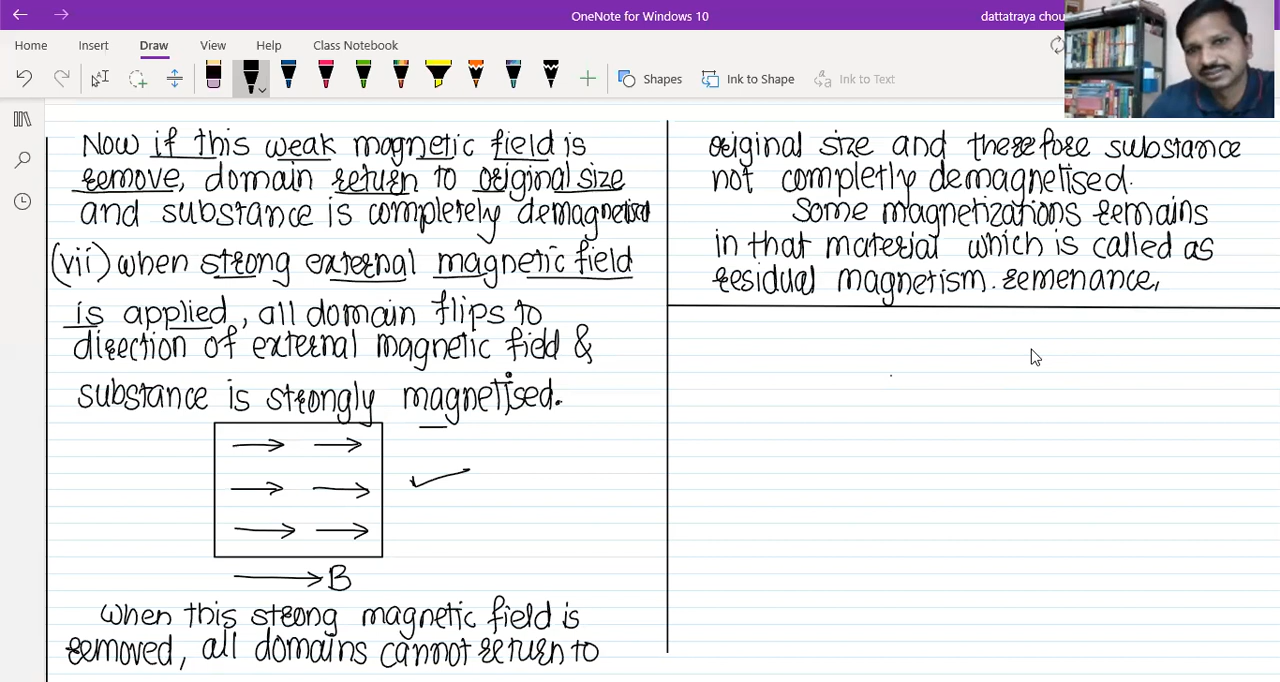 OneNote for Windows 10
dattatraya chou
Home Insert Draw View Help Class Notebook
Shapes Ink to Shape Ink to Text
Now if this weak magnetic field is
remove, domain return to original size
and substance is completely demagnetised
(vii) when strong external magnetic field
is applied, all domain flips to
direction of external magnetic field &
substance is strongly magnetised.
B
when this strong magnetic field is
removed, all domains cannot return to
original size and therefore substance
not completly demagnetised.
Some magnetizations remains
in that material which is called as
residual magnetism. remenance,